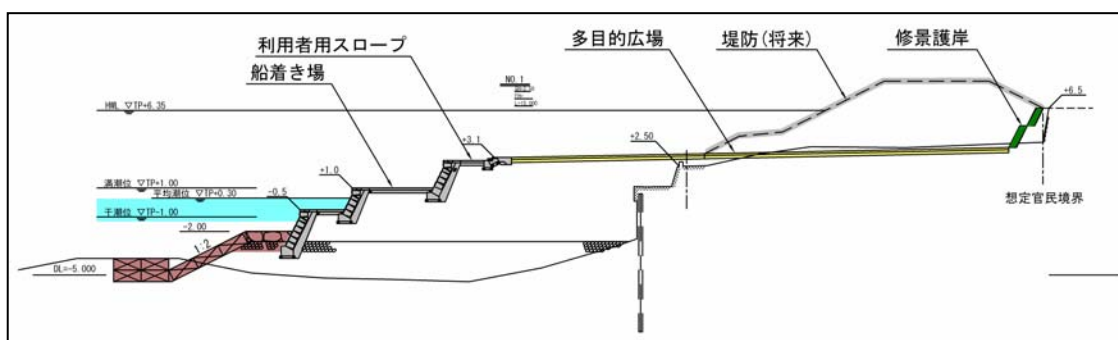 利用者用スロープ
船着き場
多目的広場
堤防(将来)
修景護岸
NO.1
HWL ▽TP+6.35
+6.5
+3.1
+2.50
満潮位 ▽TP+1.00
平均潮位 ▽TP+0.30
+1.0
-0.5
干潮位 ▽TP-1.00
-2.00
1:2
想定官民境界
DL=-5.000